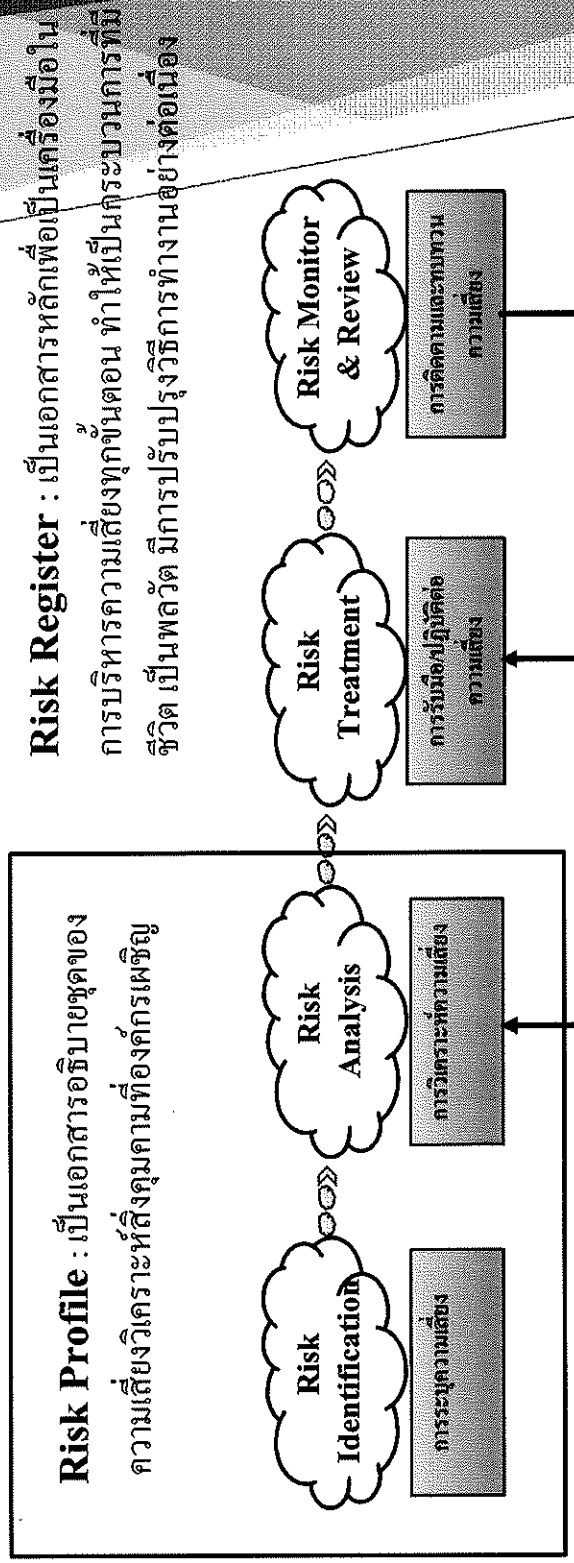 Risk Profile : เป็นเอกสารอธิบายชุดของ
ความเสี่ยงวิเคราะห์สิ่งคุมคามที่องค์กรเผชิญ
Risk Register : เป็นเอกสารหลักเพื่อเป็นเครื่องมือใน
การบริหารความเสี่ยงทุกขั้นตอน ทำให้เป็นกระบวนการที่มี
ชีวิต เป็นพลวัต มีการปรับปรุงวิธีการทำงานอย่างต่อเนื่อง
Risk
Identification
การระบุความเสี่ยง
Risk
Analysis
การวิเคราะห์ความเสี่ยง
Risk
Treatment
การรับมือ/ปฏิบัติต่อ
ความเสี่ยง
Risk Monitor
& Review
การติดตามและทบทวน
ความเสี่ยง